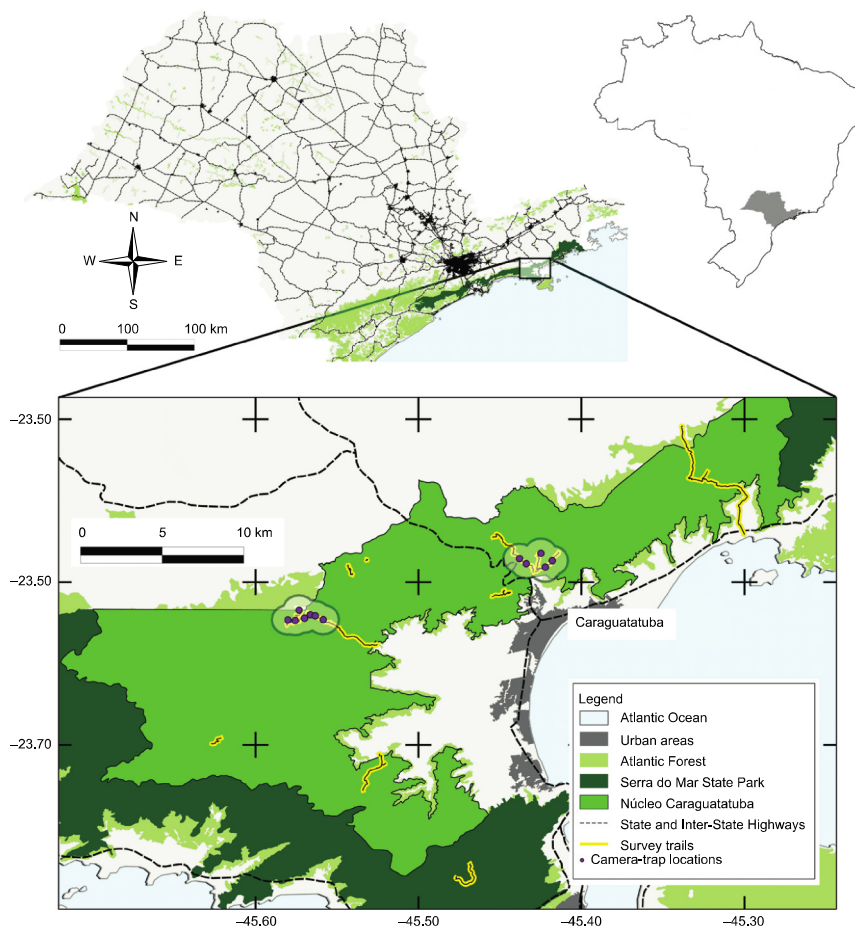 N
W E
S
0 100 100 km
−23.50
0 5 10 km
−23.50
Caraguatatuba
−23.70
Legend
Atlantic Ocean
Urban areas
Atlantic Forest
Serra do Mar State Park
Núcleo Caraguatatuba
State and Inter-State Highways
Survey trails
Camera-trap locations
−45.60 −45.50 −45.40 −45.30